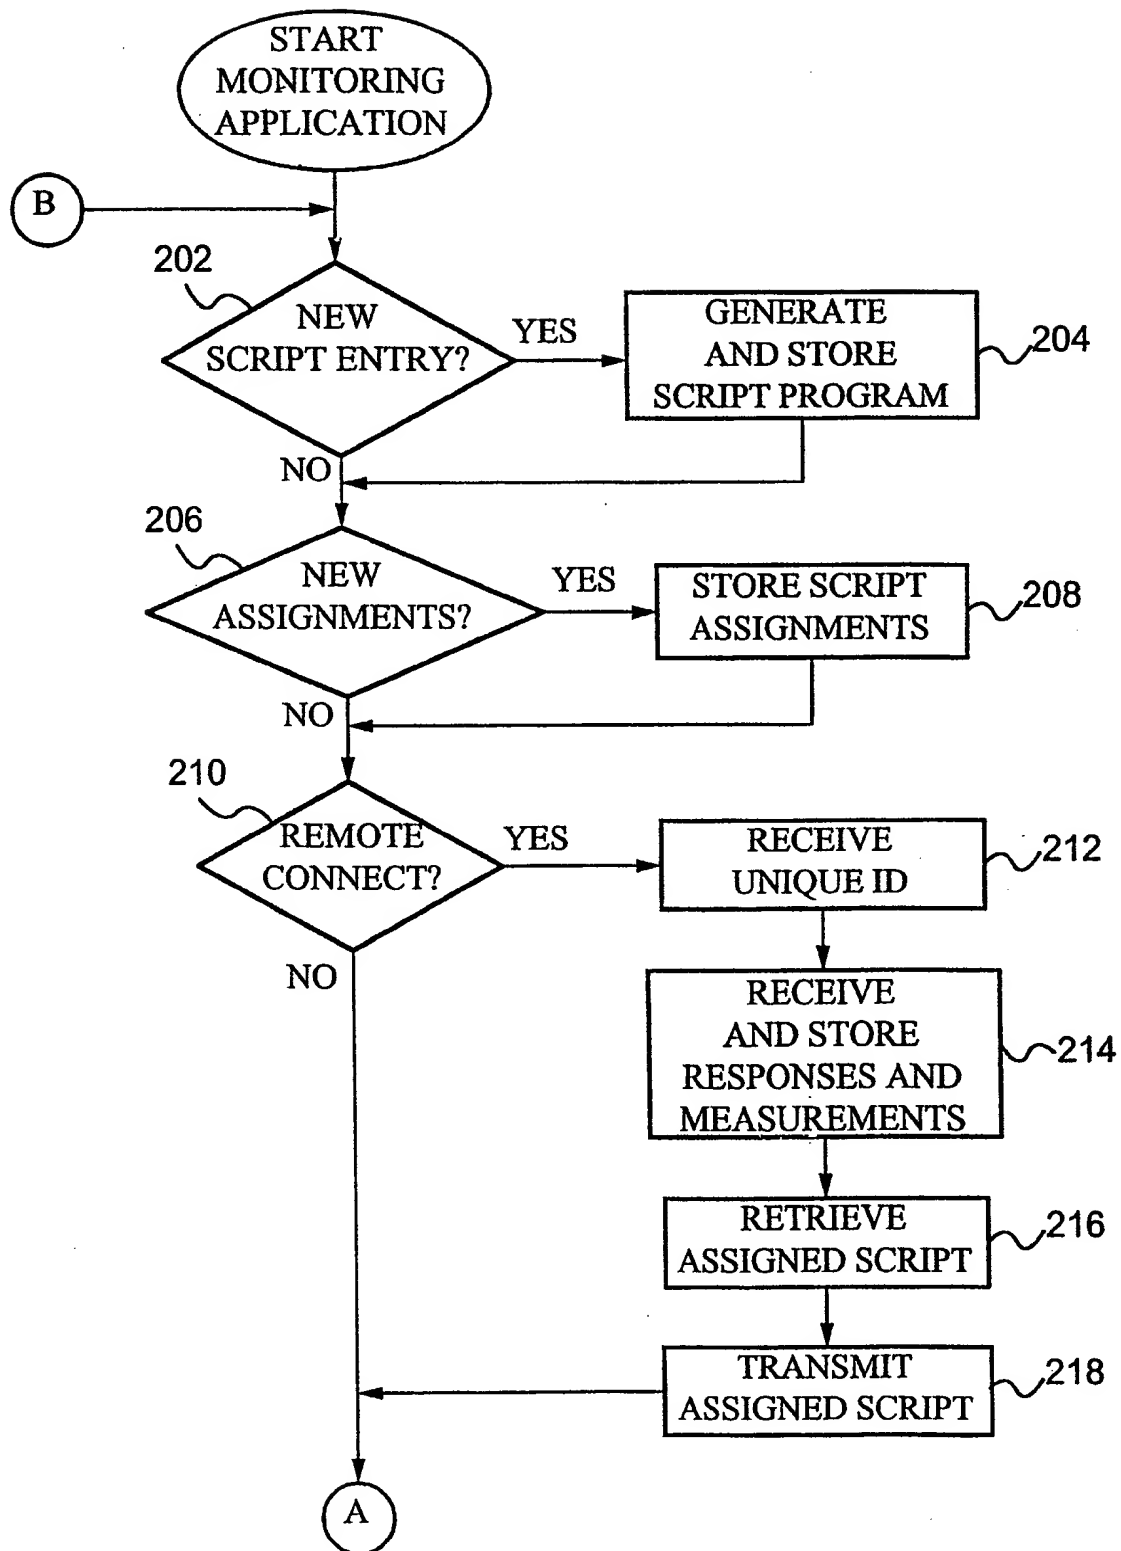 START
MONITORING
APPLICATION
B
202
NEW
SCRIPT ENTRY?
YES
GENERATE
AND STORE
SCRIPT PROGRAM
204
NO
206
NEW
ASSIGNMENTS?
YES
STORE SCRIPT
ASSIGNMENTS
208
NO
210
REMOTE
CONNECT?
YES
RECEIVE
UNIQUE ID
212
NO
RECEIVE
AND STORE
RESPONSES AND
MEASUREMENTS
214
RETRIEVE
ASSIGNED SCRIPT
216
TRANSMIT
ASSIGNED SCRIPT
218
A